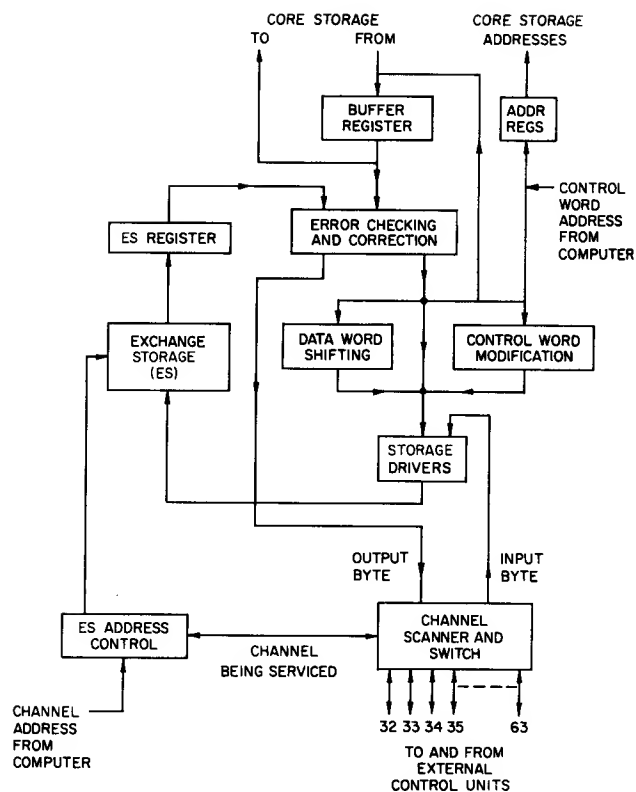 CORE STORAGE
TO FROM
CORE STORAGE
ADDRESSES
BUFFER
REGISTER
ADDR
REGS
CONTROL
WORD
ADDRESS
FROM
COMPUTER
ES REGISTER
ERROR CHECKING
AND CORRECTION
EXCHANGE
STORAGE
(ES)
DATA WORD
SHIFTING
CONTROL WORD
MODIFICATION
STORAGE
DRIVERS
OUTPUT
BYTE
INPUT
BYTE
ES ADDRESS
CONTROL
CHANNEL
BEING SERVICED
CHANNEL
SCANNER AND
SWITCH
CHANNEL
ADDRESS
FROM
COMPUTER
32 33 34 35 63
TO AND FROM
EXTERNAL
CONTROL UNITS